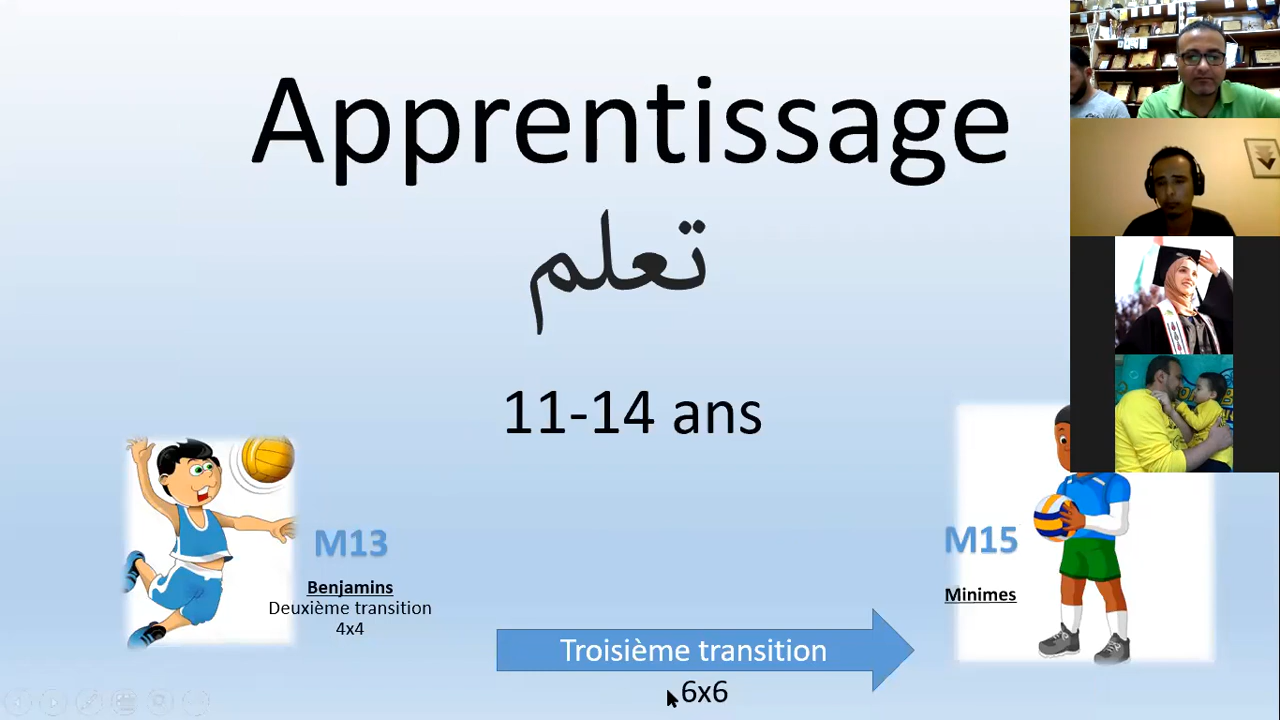 Apprentissage
تعلم
11-14 ans
M13
Benjamins
Deuxième transition
4x4
M15
Minimes
Troisième transition
6x6